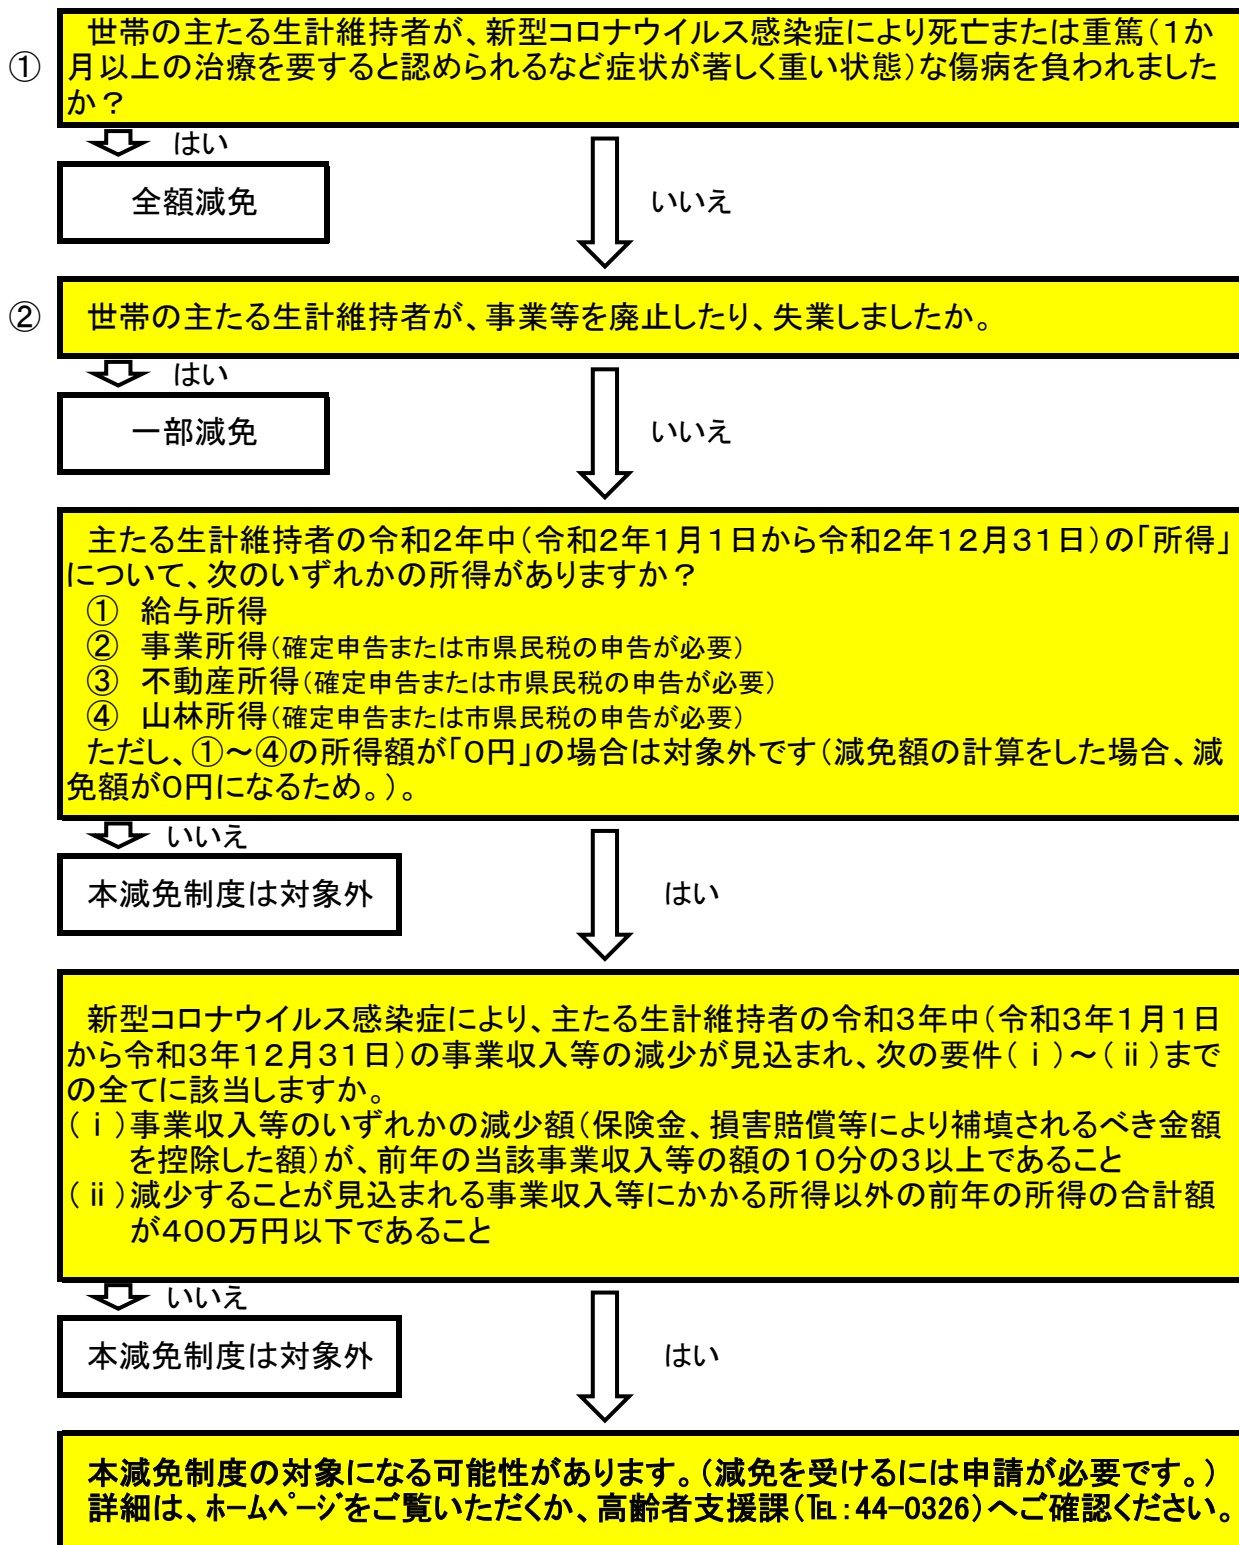 ① 世帯の主たる生計維持者が、新型コロナウイルス感染症により死亡または重篤（１か
月以上の治療を要すると認められるなど症状が著しく重い状態）な傷病を負われました
か？
はい
全額減免
いいえ
② 世帯の主たる生計維持者が、事業等を廃止したり、失業しましたか。
はい
一部減免
いいえ
主たる生計維持者の令和２年中（令和２年１月１日から令和２年１２月３１日）の「所得」
について、次のいずれかの所得がありますか？
① 給与所得
② 事業所得（確定申告または市県民税の申告が必要）
③ 不動産所得（確定申告または市県民税の申告が必要）
④ 山林所得（確定申告または市県民税の申告が必要）
ただし、①～④の所得額が「０円」の場合は対象外です（減免額の計算をした場合、減
免額が０円になるため。）。
いいえ
本減免制度は対象外
はい
新型コロナウイルス感染症により、主たる生計維持者の令和３年中（令和３年１月１日
から令和３年１２月３１日）の事業収入等の減少が見込まれ、次の要件（ⅰ）～（ⅱ）まで
の全てに該当しますか。
（ⅰ）事業収入等のいずれかの減少額（保険金、損害賠償等により補填されるべき金額
を控除した額）が、前年の当該事業収入等の額の１０分の３以上であること
（ⅱ）減少することが見込まれる事業収入等にかかる所得以外の前年の所得の合計額
が４００万円以下であること
いいえ
本減免制度は対象外
はい
本減免制度の対象になる可能性があります。（減免を受けるには申請が必要です。）
詳細は、ﾎｰﾑﾍﾟｰｼﾞをご覧いただくか、高齢者支援課（℡：44-0326）へご確認ください。